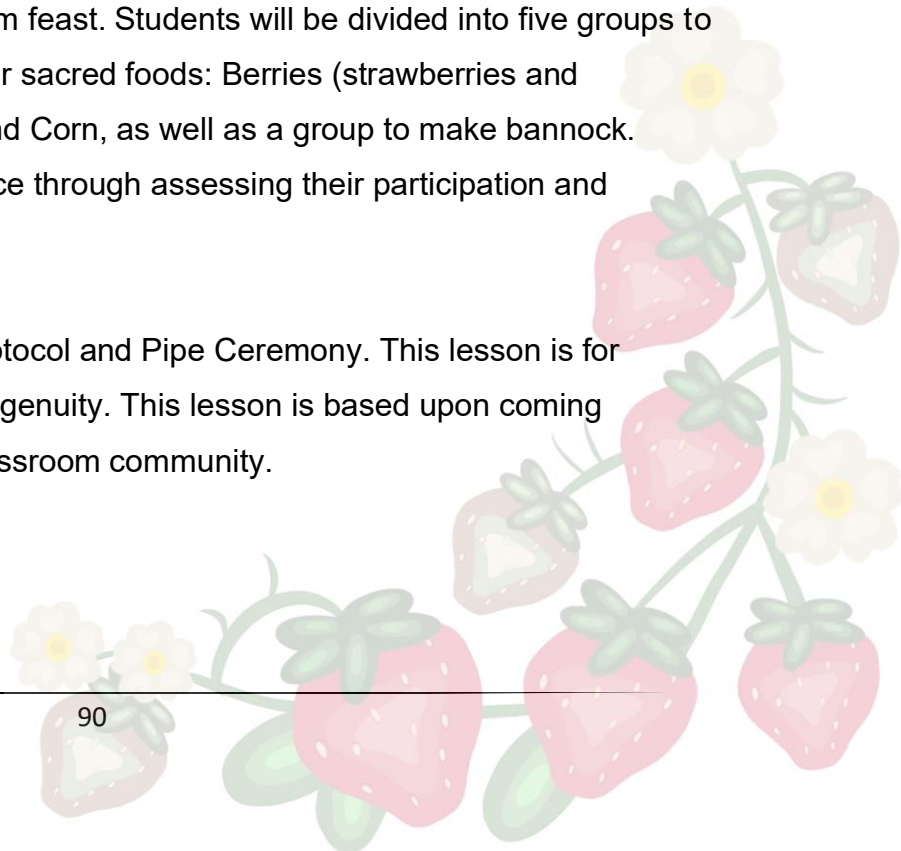 m feast. Students will be divided into five groups to
r sacred foods: Berries (strawberries and
nd Corn, as well as a group to make bannock.
ce through assessing their participation and
otocol and Pipe Ceremony. This lesson is for
genuity. This lesson is based upon coming
ssroom community.
90